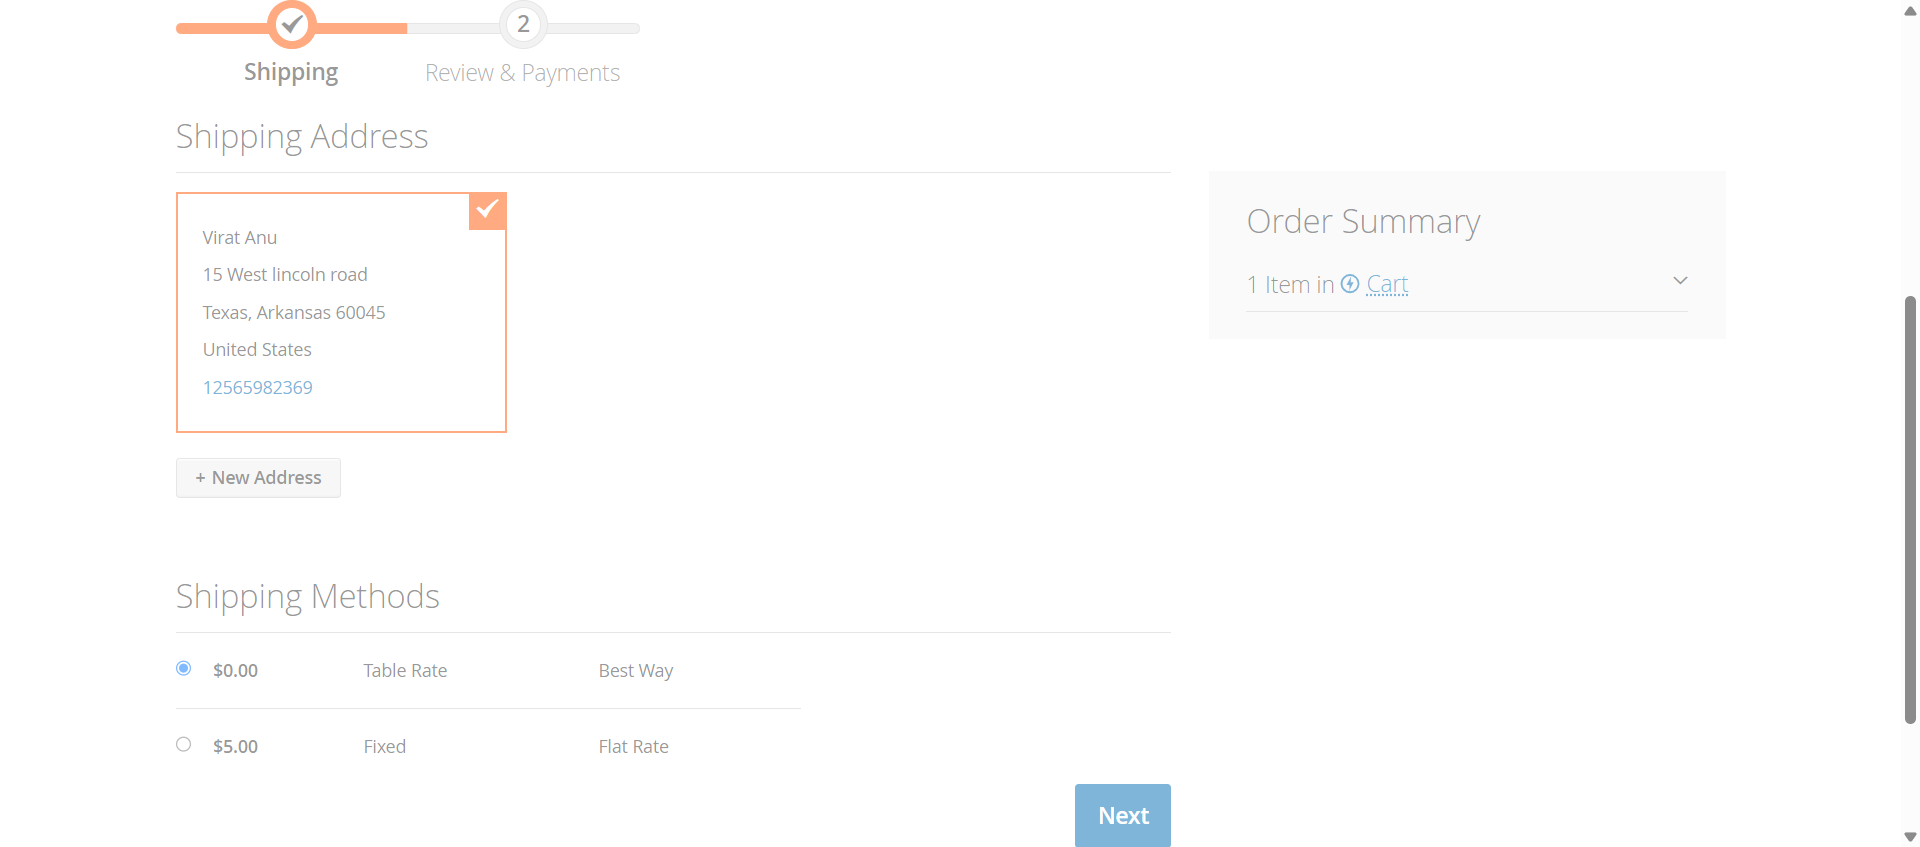 2
Shipping
Review & Payments
Shipping Address
Virat Anu
15 West lincoln road
Texas, Arkansas 60045
United States
12565982369
+ New Address
Order Summary
1 Item in Cart
Shipping Methods
$0.00 Table Rate Best Way
$5.00 Fixed Flat Rate
Next